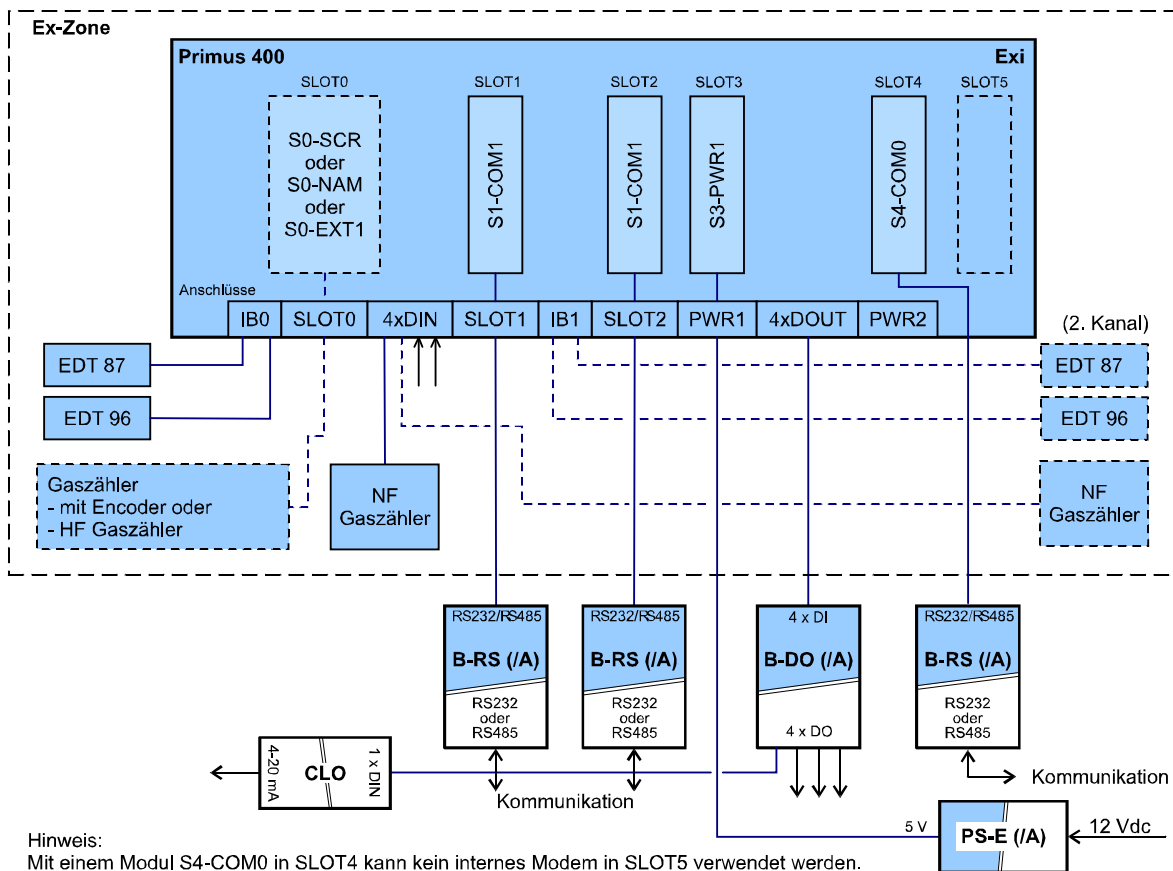 Ex-Zone
Primus 400
Exi
SLOT0
SLOT1
SLOT2
SLOT3
SLOT4
SLOT5
S0-SCR
oder
S0-NAM
oder
S0-EXT1
S1-COM1
S1-COM1
S3-PWR1
S4-COM0
Anschlüsse
IB0
SLOT0
4xDIN
SLOT1
IB1
SLOT2
PWR1
4xDOUT
PWR2
(2. Kanal)
EDT 87
EDT 96
EDT 87
EDT 96
Gaszähler
- mit Encoder oder
- HF Gaszähler
NF
Gaszähler
NF
Gaszähler
RS232/RS485
B-RS (/A)
RS232
oder
RS485
RS232/RS485
B-RS (/A)
RS232
oder
RS485
4 x DI
B-DO (/A)
4 x DO
RS232/RS485
B-RS (/A)
RS232
oder
RS485
4-20 mA
CLO
1 x DIN
Kommunikation
Kommunikation
5 V
PS-E (/A)
12 Vdc
Hinweis:
Mit einem Modul S4-COM0 in SLOT4 kann kein internes Modem in SLOT5 verwendet werden.